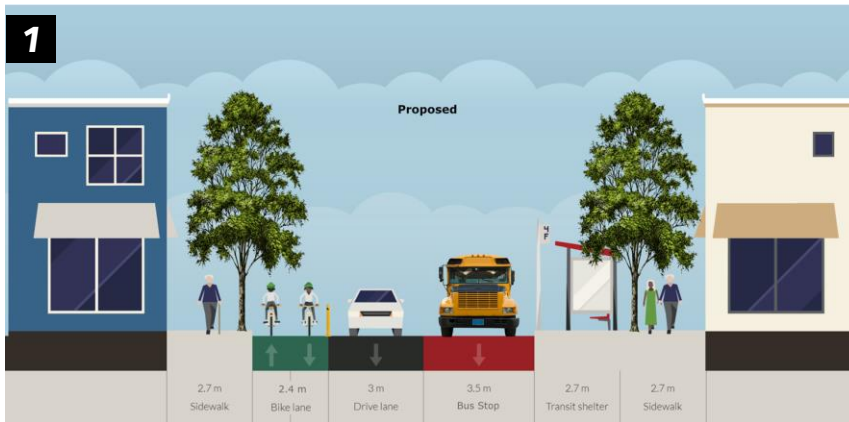 1
Proposed
2.7 m
Sidewalk
2.4 m
Bike lane
3 m
Drive lane
3.5 m
Bus Stop
2.7 m
Transit shelter
2.7 m
Sidewalk